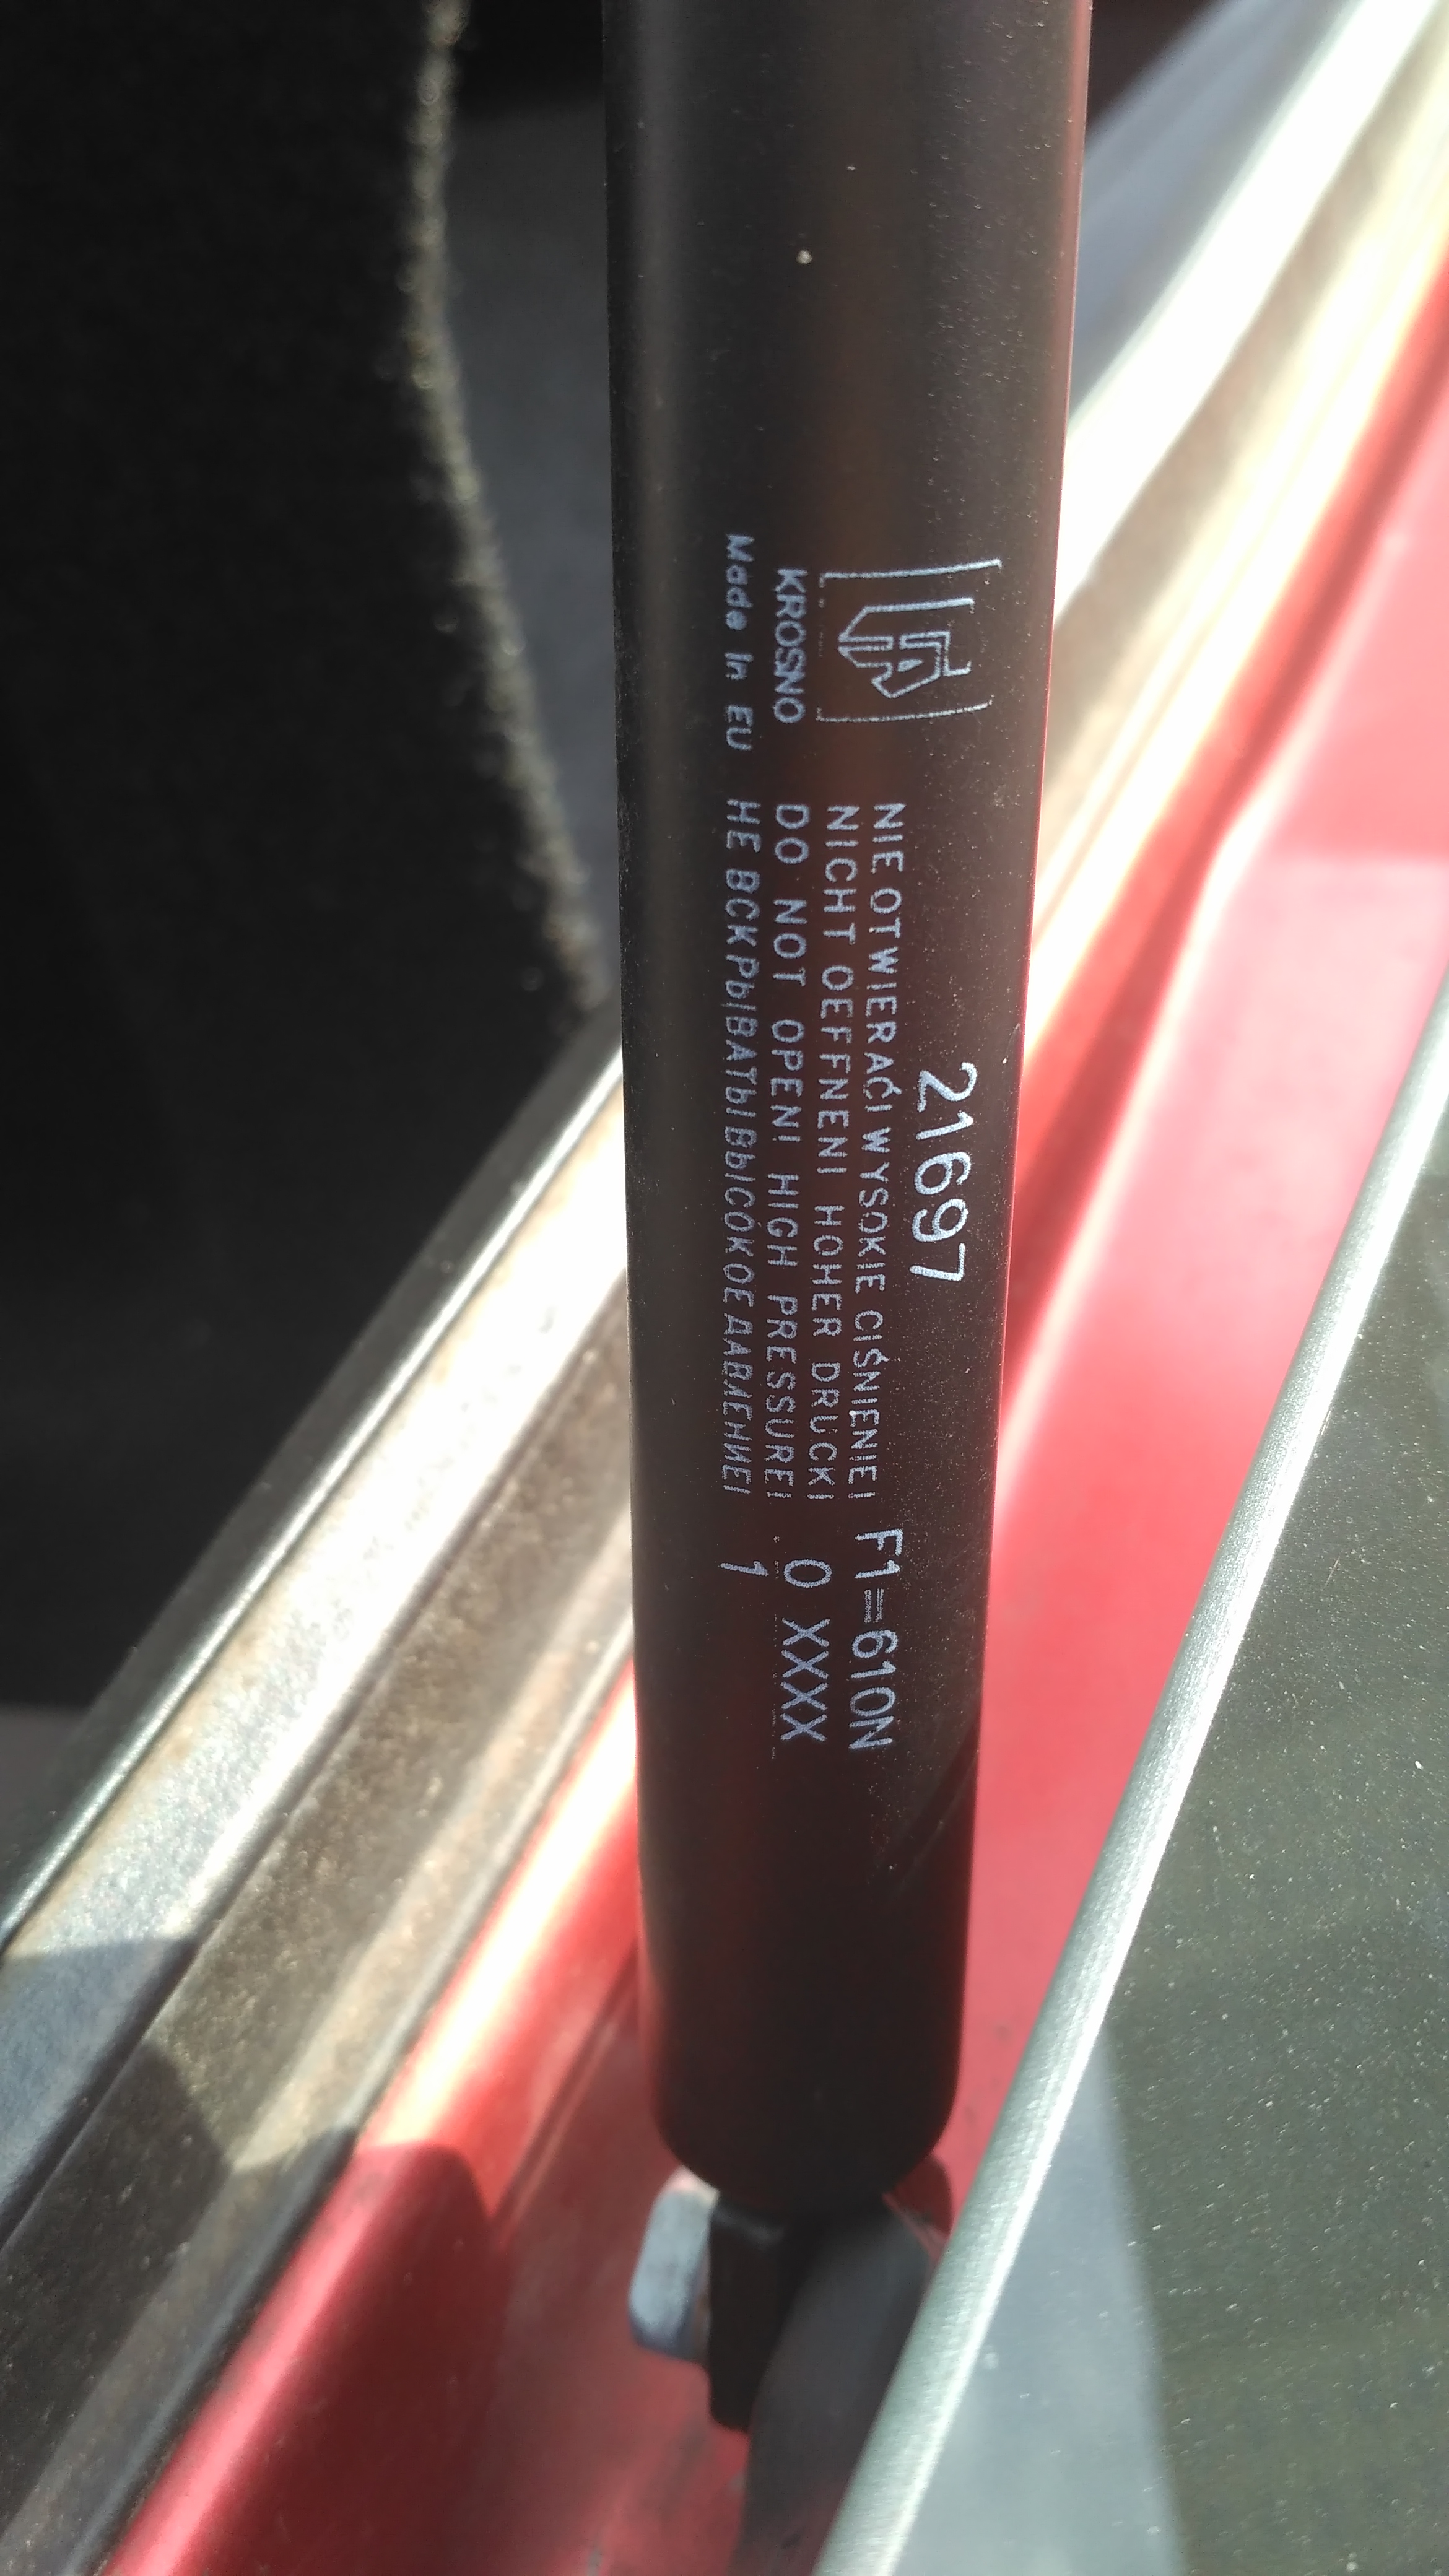 KROSNO
Made in EU
21697
NIE OTWIERAĆ! WYSOKIE CIŚNIENIE!
NICHT OEFFNEN! HOHER DRUCK!
DO NOT OPEN! HIGH PRESSURE!
НЕ ВСКРЫВАТЬ! ВЫСОКОЕ ДАВЛЕНИЕ!
F1=610N
0 XXXX
1